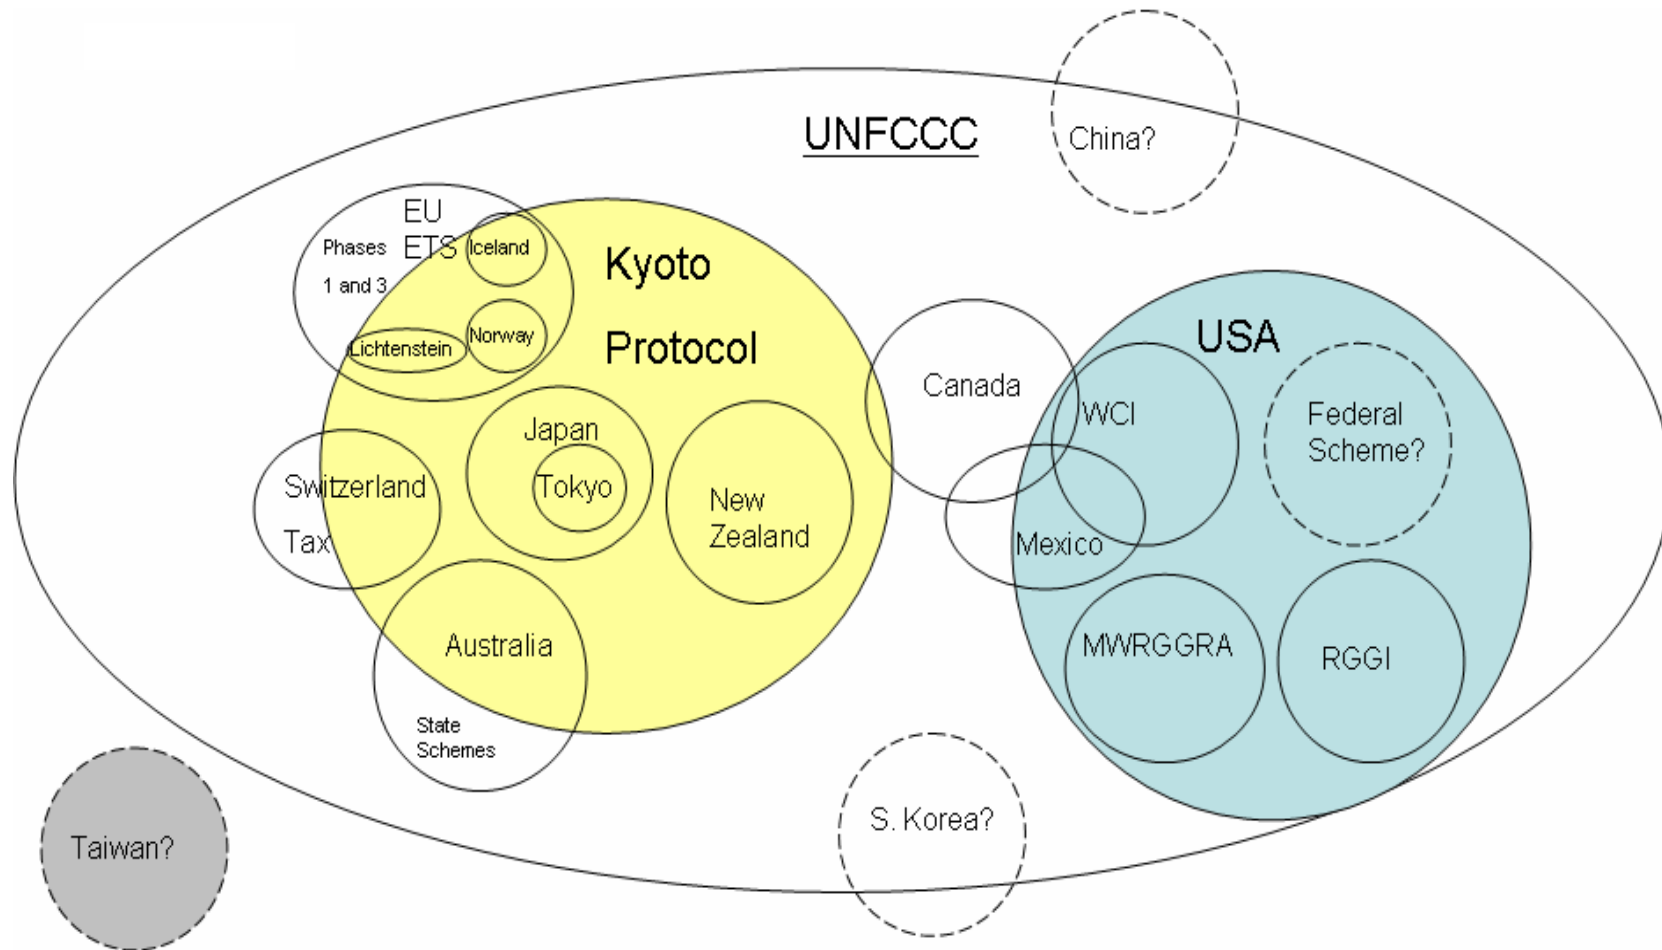 UNFCCC
China?
EU
ETS
Phases
1 and 3
Iceland
Norway
Lichtenstein
Kyoto
Protocol
USA
Canada
WCI
Federal
Scheme?
Japan
Tokyo
New
Zealand
Switzerland
Tax
Mexico
Australia
State
Schemes
MWRGGRA
RGGI
S. Korea?
Taiwan?